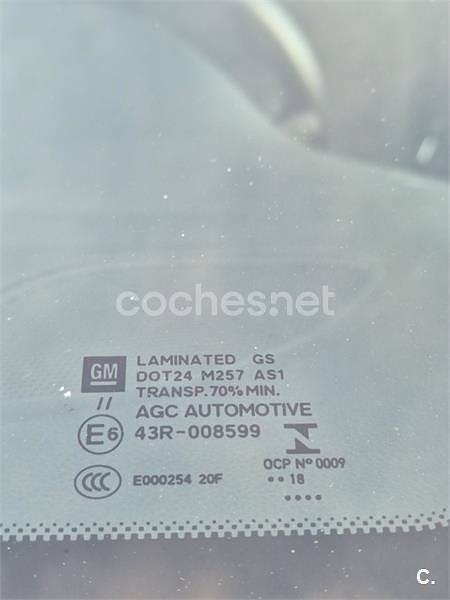 coches.net
GM
LAMINATED GS
DOT24 M257 AS1
TRANSP.70% MIN.
//
AGC AUTOMOTIVE
E6 43R-008599
OCP Nº 0009
CCC E000254 20F
•• 18
••••
C.